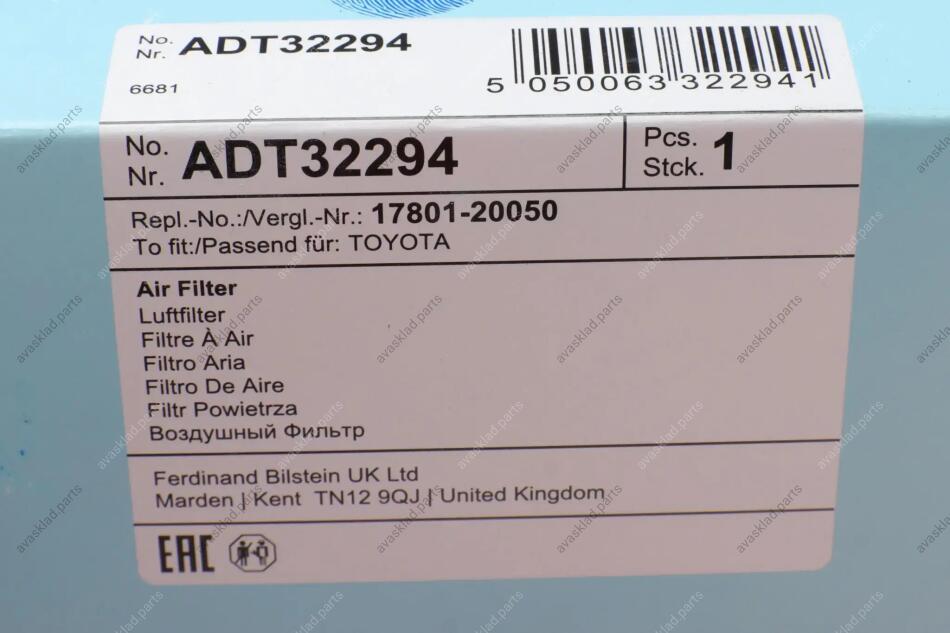 No. ADT32294
Nr.
6681
5 050063 322941
No. ADT32294
Nr.
Pcs. 1
Stck.
Repl.-No.:/Vergl.-Nr.: 17801-20050
To fit:/Passend für: TOYOTA
Air Filter
Luftfilter
Filtre À Air
Filtro Aria
Filtro De Aire
Filtr Powietrza
Воздушный Фильтр
Ferdinand Bilstein UK Ltd
Marden | Kent TN12 9QJ | United Kingdom
EAC
avasklad.parts